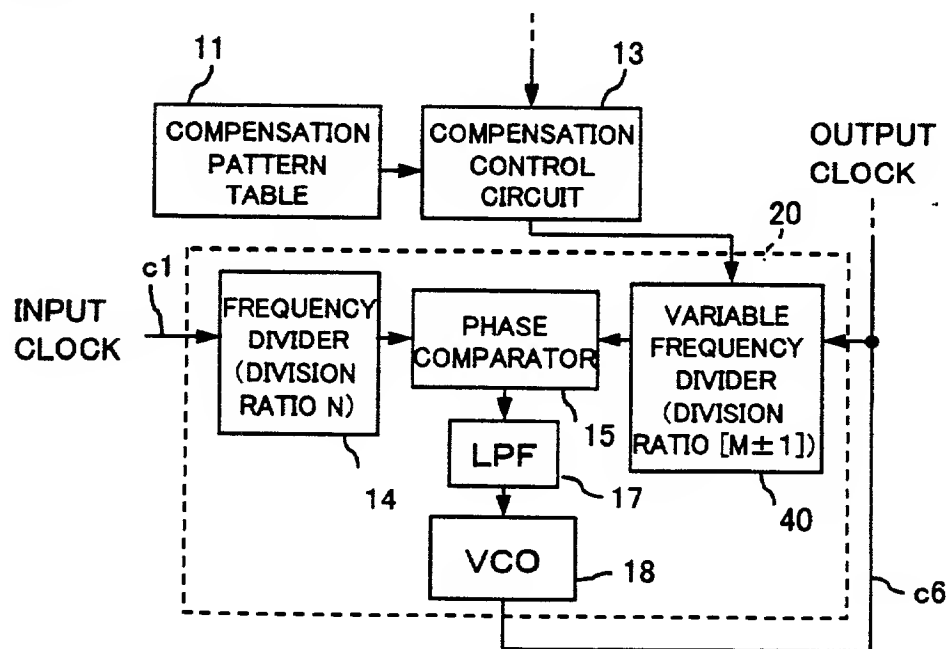 11
COMPENSATION
PATTERN
TABLE
13
COMPENSATION
CONTROL
CIRCUIT
OUTPUT
CLOCK
20
c1
INPUT
CLOCK
FREQUENCY
DIVIDER
(DIVISION
RATIO N)
14
PHASE
COMPARATOR
15
VARIABLE
FREQUENCY
DIVIDER
(DIVISION
RATIO [M±1])
40
LPF
17
VCO
18
c6